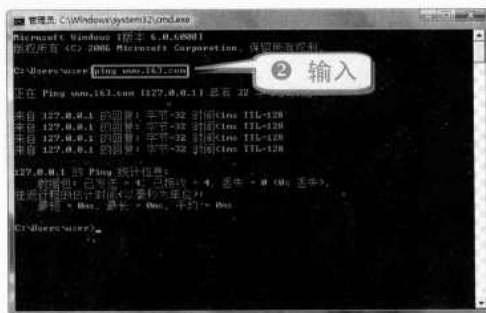 管理员: C:\Windows\system32\cmd.exe
Microsoft Windows [版本 6.0.6000]
版权所有 (C) 2006 Microsoft Corporation。保留所有权利。
C:\Users\user>ping www.163.com
❷ 输入
正在 Ping www.163.com [127.0.0.1] 具有 32
来自 127.0.0.1 的回复: 字节=32 时间<1ms TTL=128
来自 127.0.0.1 的回复: 字节=32 时间<1ms TTL=128
来自 127.0.0.1 的回复: 字节=32 时间<1ms TTL=128
来自 127.0.0.1 的回复: 字节=32 时间<1ms TTL=128
127.0.0.1 的 Ping 统计信息:
数据包: 已发送 = 4，已接收 = 4，丢失 = 0 (0% 丢失)，
往返行程的估计时间(以毫秒为单位):
最短 = 0ms，最长 = 0ms，平均 = 0ms
C:\Users\user>_